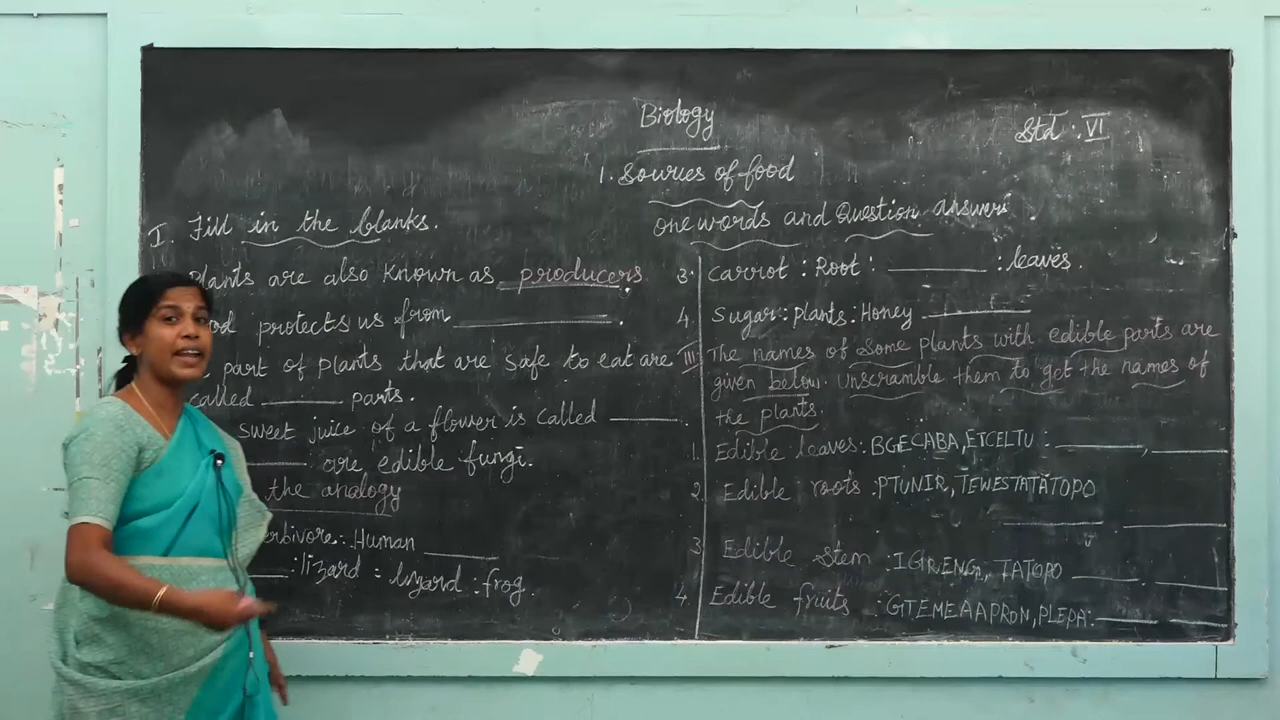 Biology
Std : VI
1. Sources of food
one words and Question answers
I. Fill in the blanks.
Plants are also known as producers
protects us from ________.
part of plants that are safe to eat are
called ________ parts.
sweet juice of a flower is called ________.
________ are edible fungi.
the analogy
Human ________
________ : lizard = lizard : frog.
3. Carrot : Root : ________ : leaves.
4. Sugar : plants : Honey ________
III. The names of some plants with edible parts are
given below. Unscramble them to get the names of
the plants.
1. Edible leaves : BGECABA, ETCELTU : ________, ________
2. Edible roots : PTUNIR, TEWESTATATOPO
________, ________
3. Edible stem : IGRENG, TATOPO ________. ________
4. Edible fruits : GTEMEAAPRON, PLEPA: ________ ________